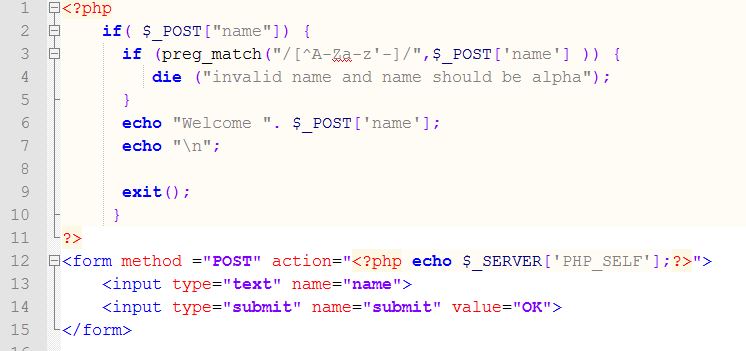 1 <?php
2 if( $_POST["name"]) {
3 if (preg_match("/[^A-Za-z'-]/",$_POST['name'] )) {
4 die ("invalid name and name should be alpha");
5 }
6 echo "Welcome ". $_POST['name'];
7 echo "\n";
8
9 exit();
10 }
11 ?>
12 <form method ="POST" action="<?php echo $_SERVER['PHP_SELF'];?>">
13 <input type="text" name="name">
14 <input type="submit" name="submit" value="OK">
15 </form>